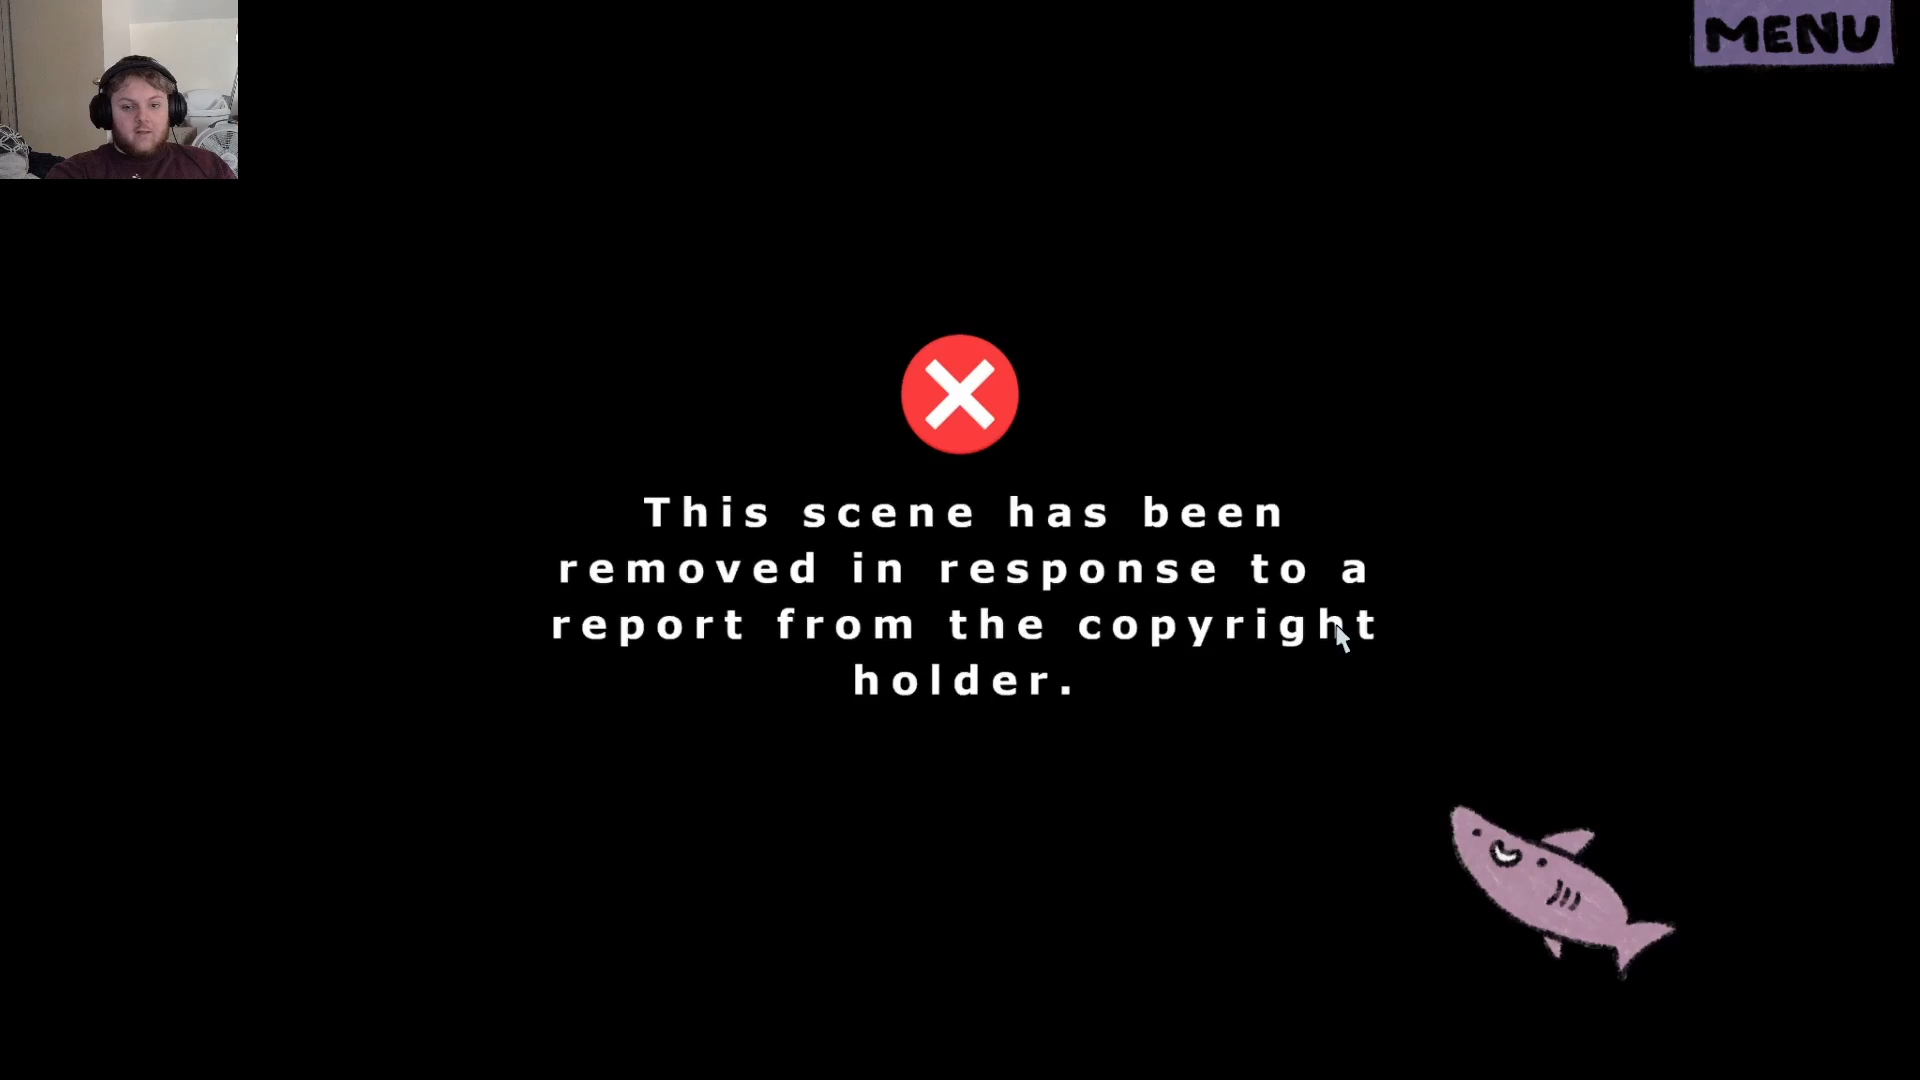 MENU
This scene has been
removed in response to a
report from the copyright
holder.